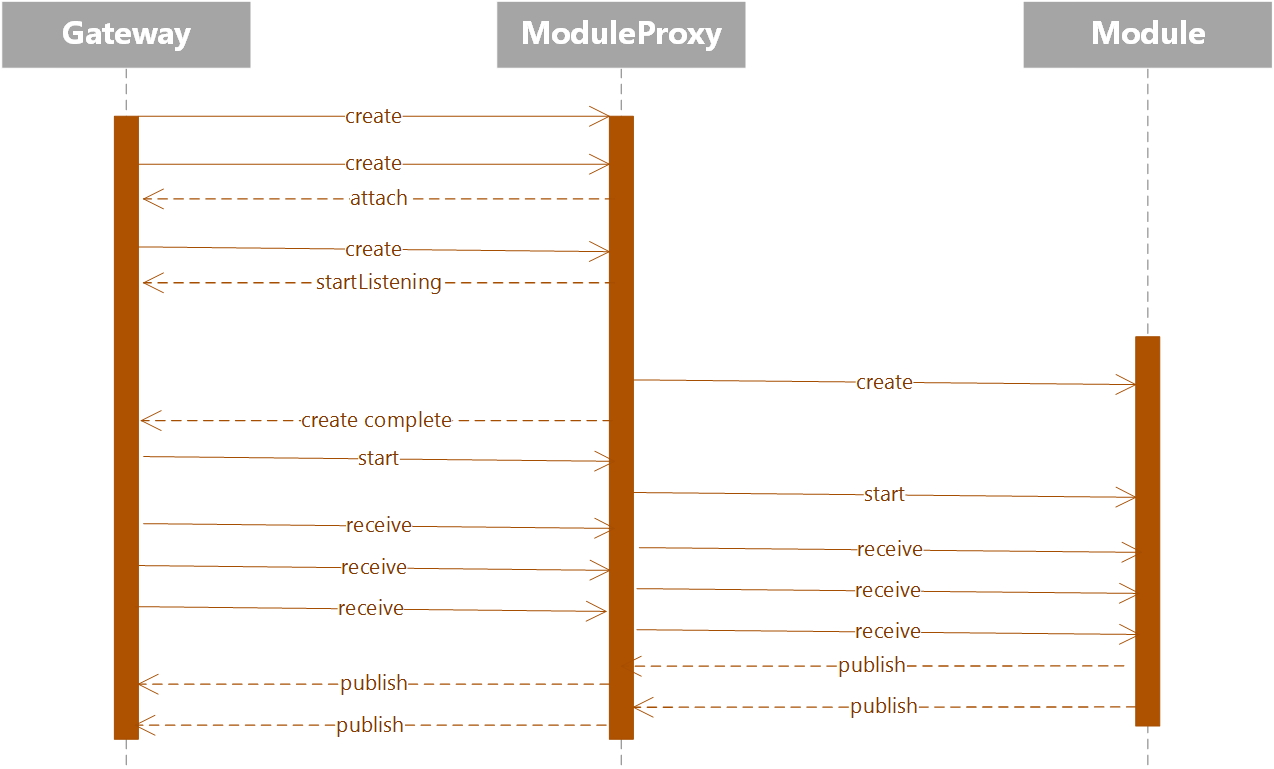 Gateway
ModuleProxy
Module
create
create
attach
create
startListening
create
create complete
start
start
receive
receive
receive
receive
receive
receive
publish
publish
publish
publish